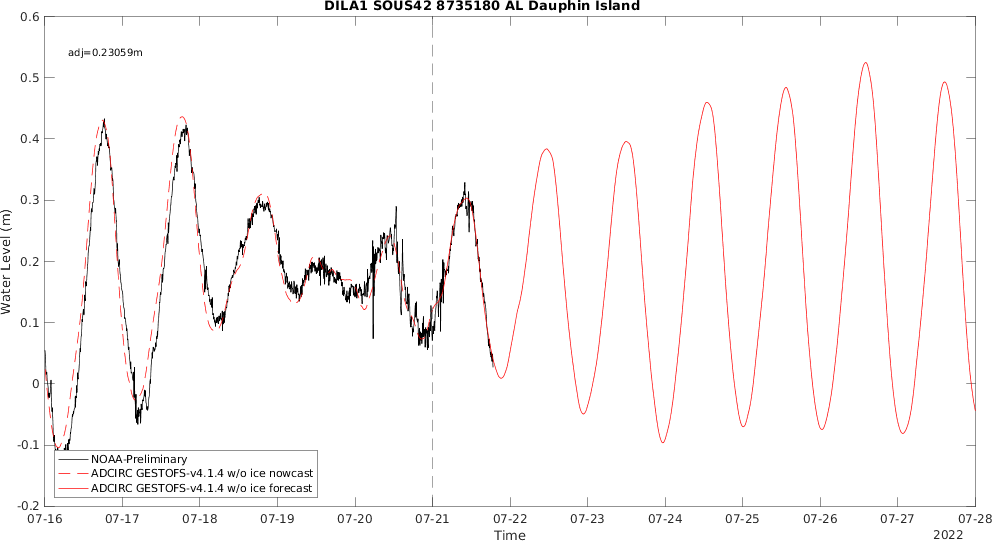 DILA1 SOUS42 8735180 AL Dauphin Island
adj=0.23059m
0.6
0.5
0.4
0.3
0.2
0.1
0
-0.1
-0.2
Water Level (m)
NOAA-Preliminary
ADCIRC GESTOFS-v4.1.4 w/o ice nowcast
ADCIRC GESTOFS-v4.1.4 w/o ice forecast
07-16 07-17 07-18 07-19 07-20 07-21 07-22 07-23 07-24 07-25 07-26 07-27 07-28
Time
2022